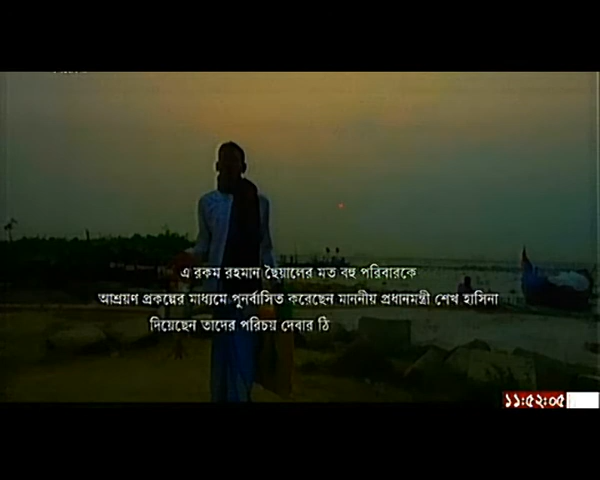 এ রকম রহমান ছৈয়ালের মত বহু পরিবারকে
আশ্রয়ণ প্রকল্পের মাধ্যমে পুনর্বাসিত করেছেন মাননীয় প্রধানমন্ত্রী শেখ হাসিনা
দিয়েছেন তাদের পরিচয় দেবার ঠি
১১:৫২:০৫